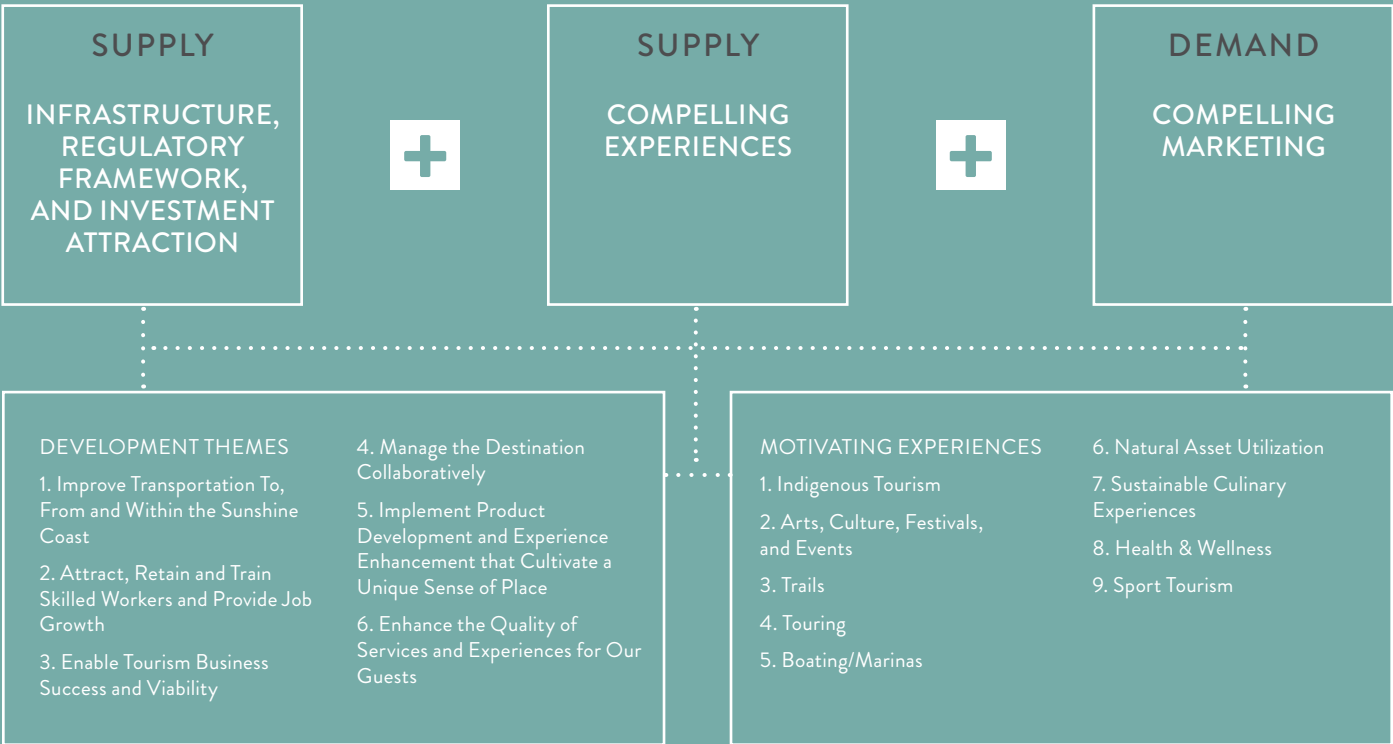 SUPPLY
INFRASTRUCTURE,
REGULATORY
FRAMEWORK,
AND INVESTMENT
ATTRACTION
+
SUPPLY
COMPELLING
EXPERIENCES
+
DEMAND
COMPELLING
MARKETING
DEVELOPMENT THEMES
1. Improve Transportation To,
From and Within the Sunshine
Coast
2. Attract, Retain and Train
Skilled Workers and Provide Job
Growth
3. Enable Tourism Business
Success and Viability
4. Manage the Destination
Collaboratively
5. Implement Product
Development and Experience
Enhancement that Cultivate a
Unique Sense of Place
6. Enhance the Quality of
Services and Experiences for Our
Guests
MOTIVATING EXPERIENCES
1. Indigenous Tourism
2. Arts, Culture, Festivals,
and Events
3. Trails
4. Touring
5. Boating/Marinas
6. Natural Asset Utilization
7. Sustainable Culinary
Experiences
8. Health & Wellness
9. Sport Tourism